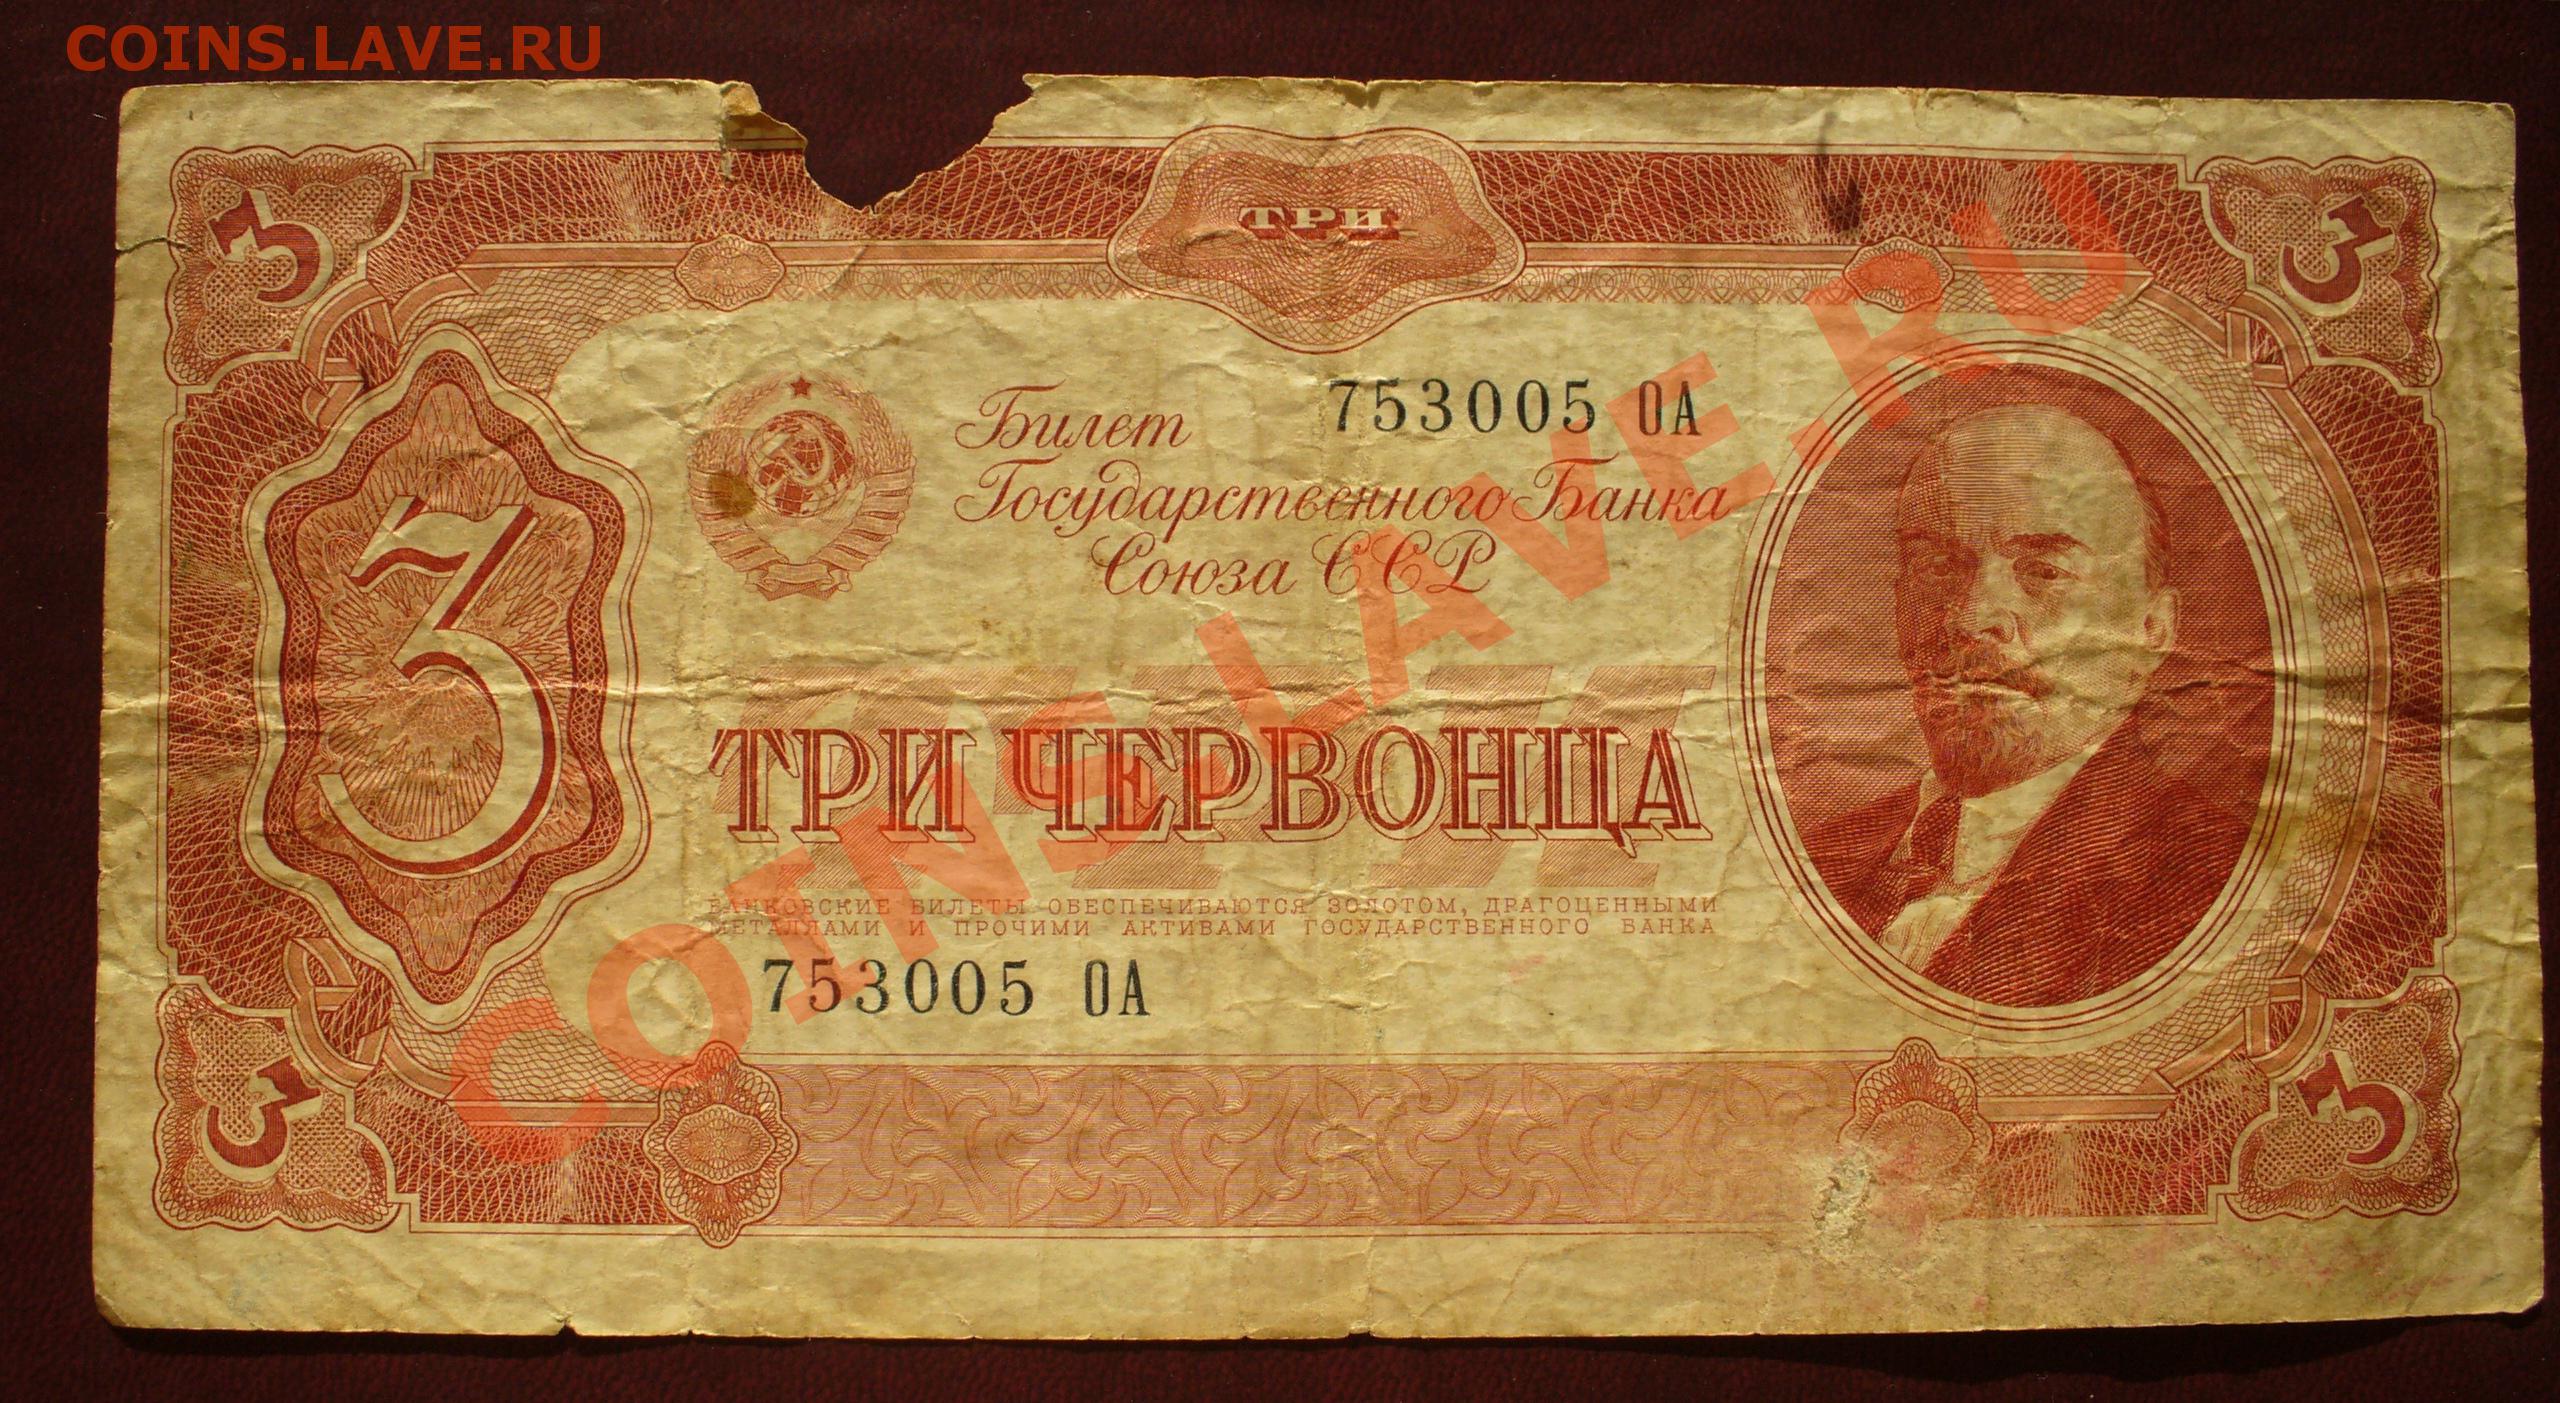 COINS.LAVE.RU
3
ТРИ
3
Билет
753005 ОА
Государственного Банка
Союза ССР
3
ТРИ ЧЕРВОНЦА
БАНКОВСКИЕ БИЛЕТЫ ОБЕСПЕЧИВАЮТСЯ ЗОЛОТОМ, ДРАГОЦЕННЫМИ
МЕТАЛЛАМИ И ПРОЧИМИ АКТИВАМИ ГОСУДАРСТВЕННОГО БАНКА
753005 ОА
3
3
COINS.LAVE.RU